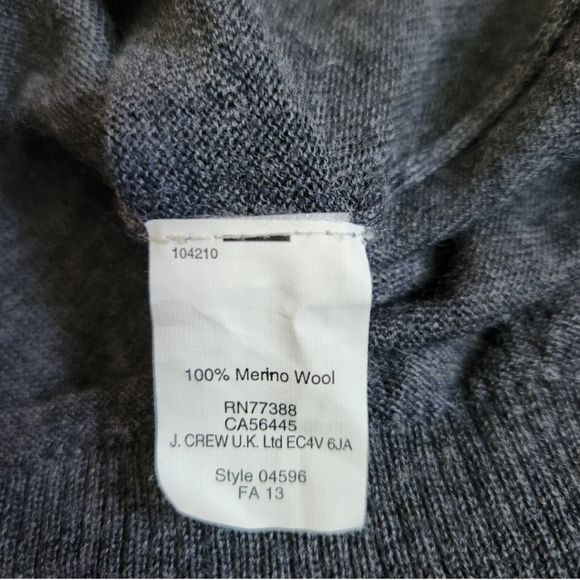 104210
100% Merino Wool
RN77388
CA56445
J. CREW U.K. Ltd EC4V 6JA
Style 04596
FA 13